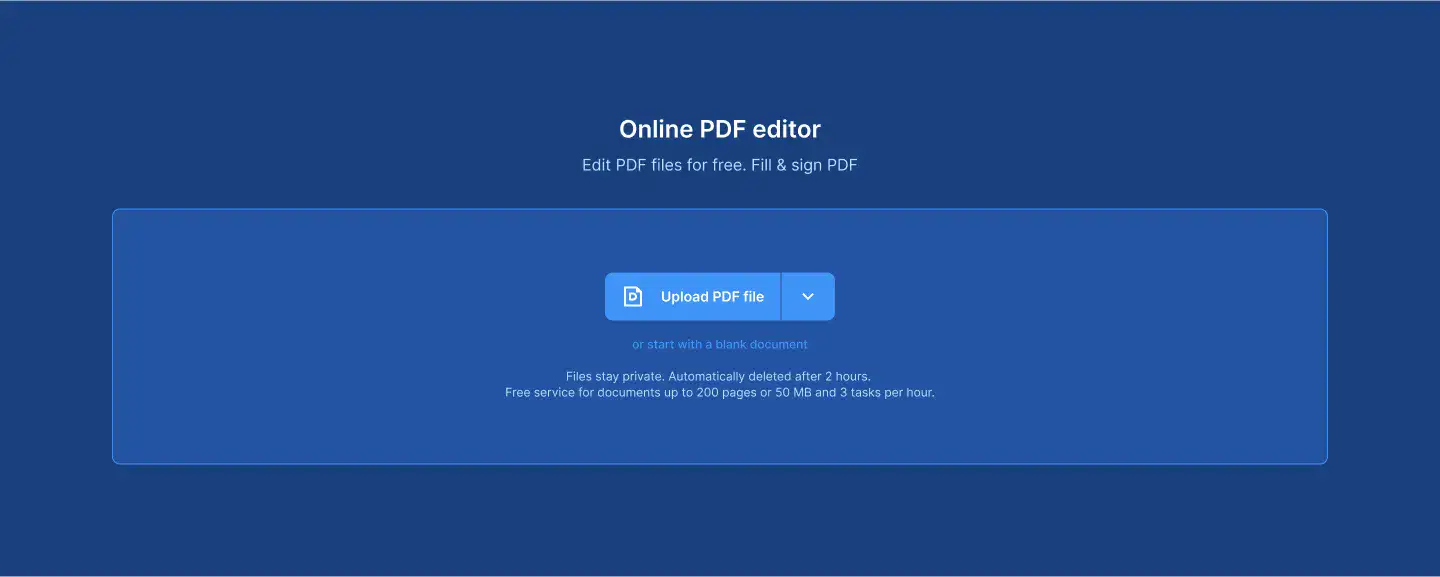 Online PDF editor
Edit PDF files for free. Fill & sign PDF
Upload PDF file
or start with a blank document
Files stay private. Automatically deleted after 2 hours.
Free service for documents up to 200 pages or 50 MB and 3 tasks per hour.